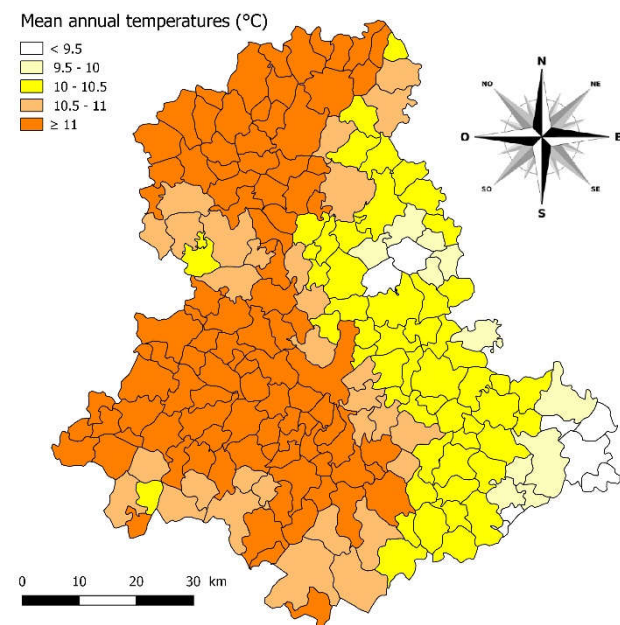 Mean annual temperatures (°C)
< 9.5
9.5 - 10
10 - 10.5
10.5 - 11
≥ 11
N
NO
NE
O
E
SO
SE
S
0 10 20 30 km